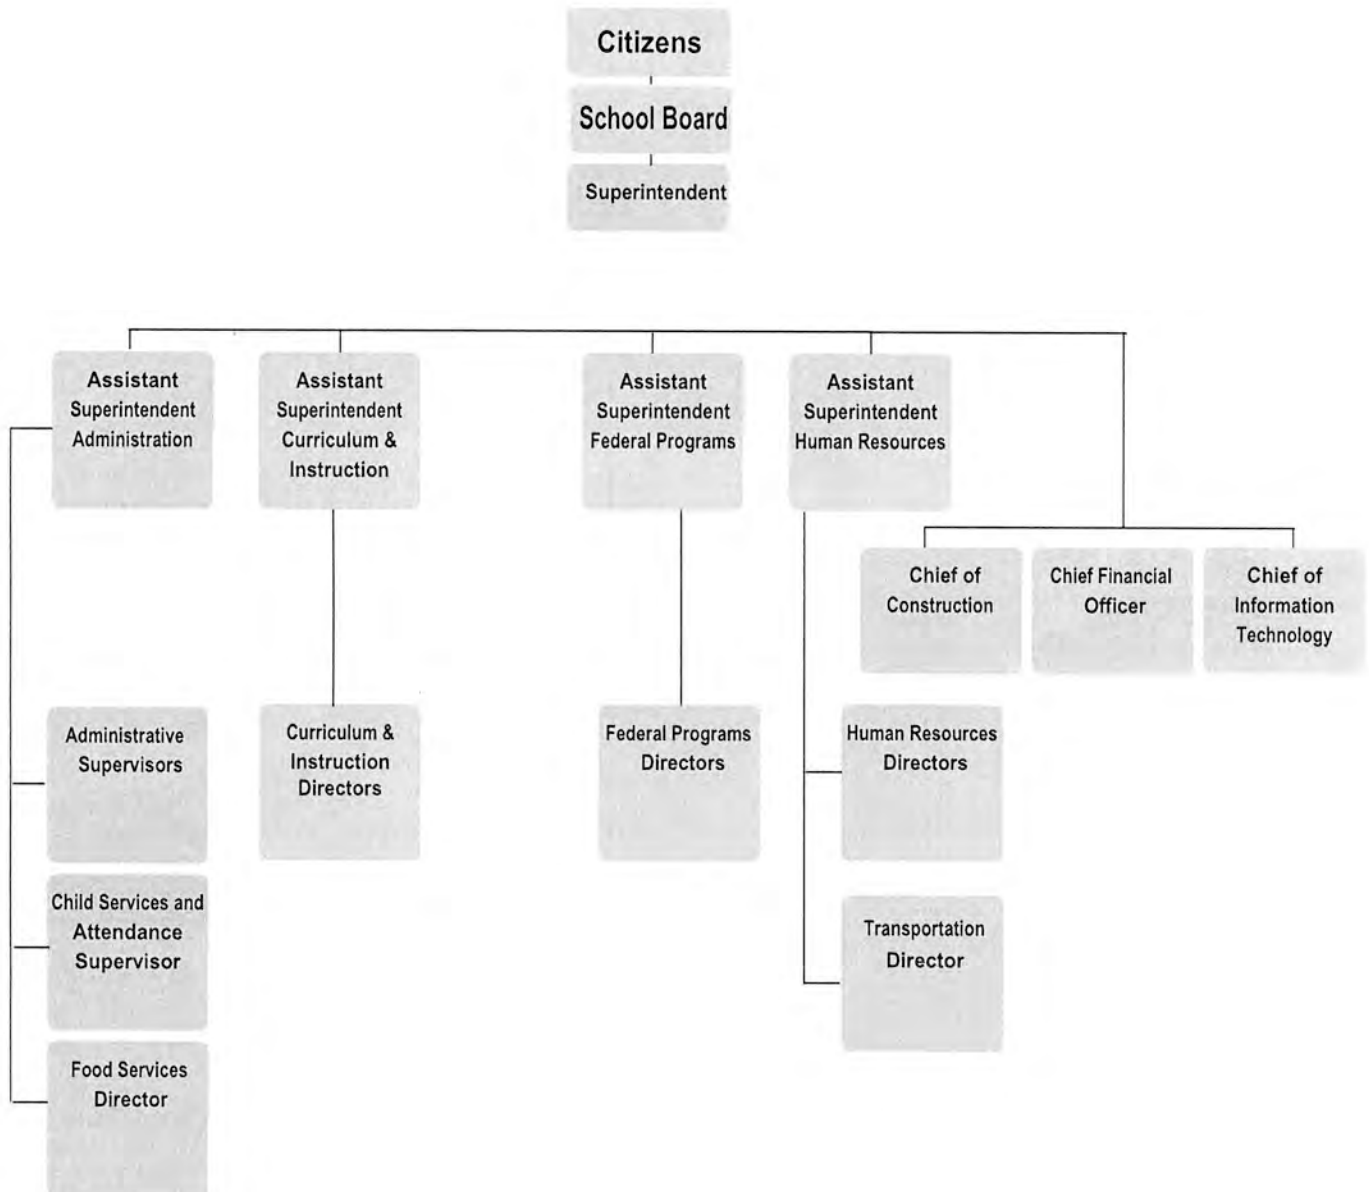 Citizens
School Board
Superintendent
Assistant
Superintendent
Administration
Assistant
Superintendent
Curriculum &
Instruction
Assistant
Superintendent
Federal Programs
Assistant
Superintendent
Human Resources
Chief of
Construction
Chief Financial
Officer
Chief of
Information
Technology
Administrative
Supervisors
Curriculum &
Instruction
Directors
Federal Programs
Directors
Human Resources
Directors
Child Services and
Attendance
Supervisor
Transportation
Director
Food Services
Director